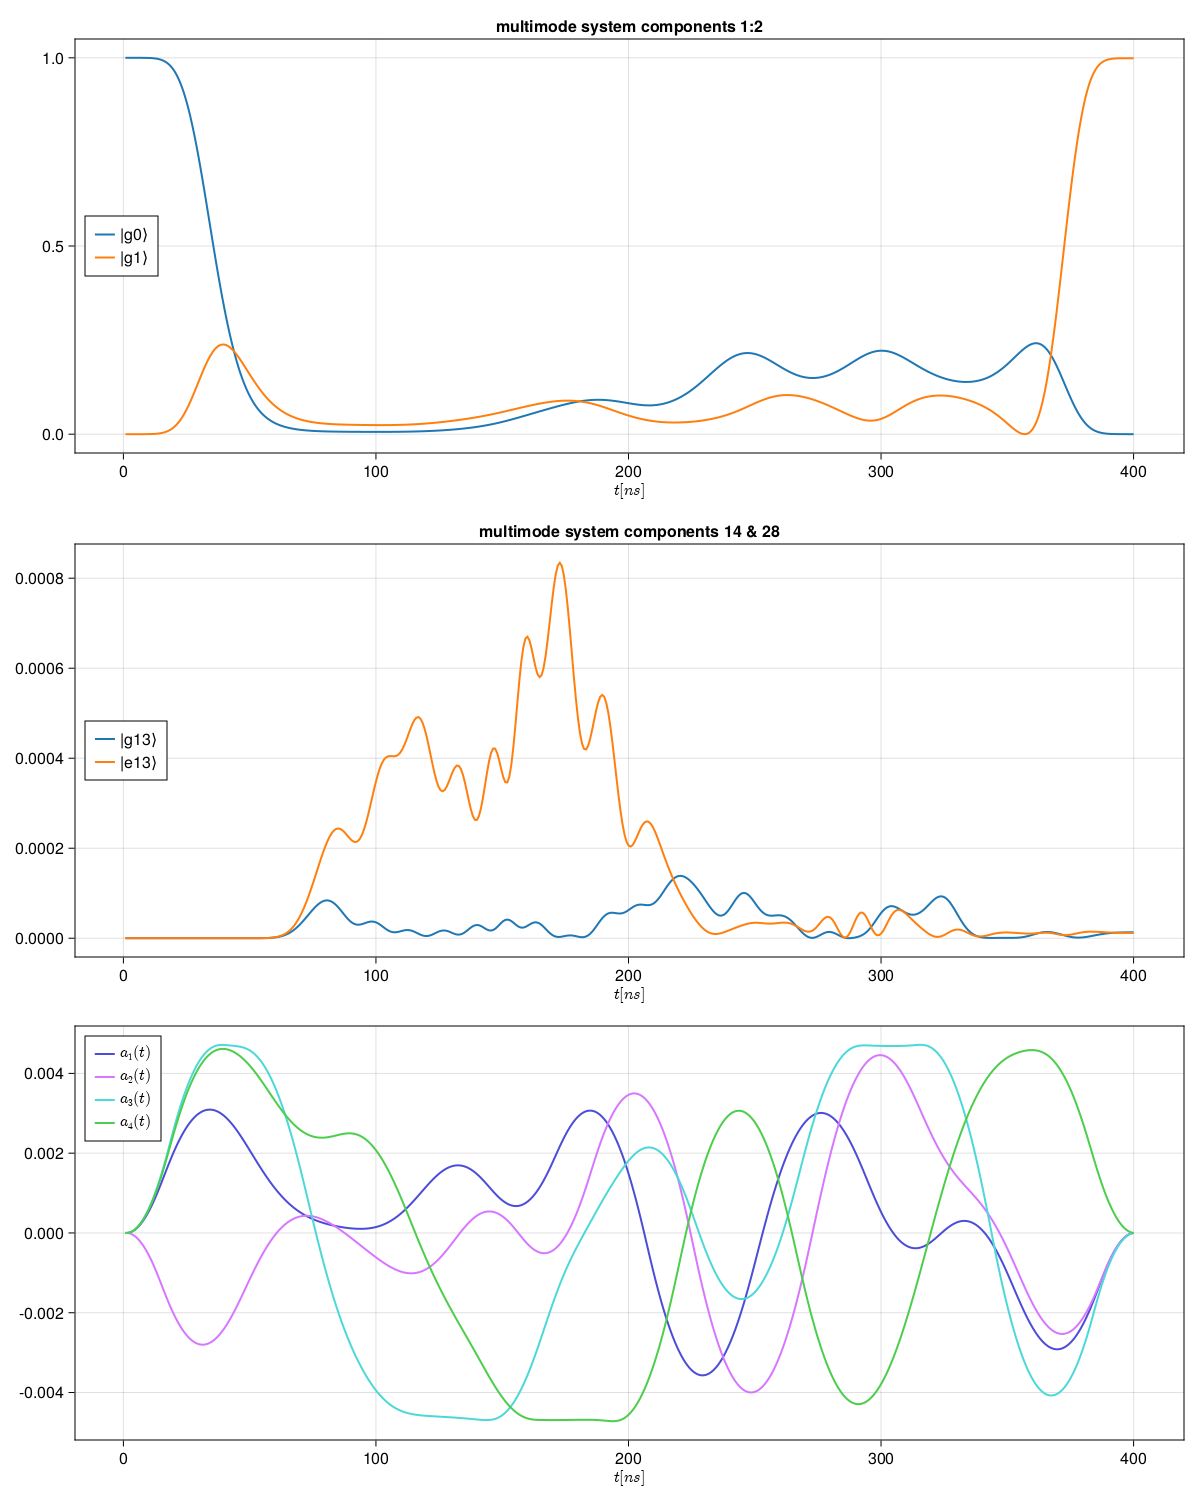 multimode system components 1:2
1.0
0.5
0.0
|g0⟩
|g1⟩
0 100 200 300 400
t[ns]
multimode system components 14 & 28
0.0008
0.0006
0.0004
0.0002
0.0000
|g13⟩
|e13⟩
0 100 200 300 400
t[ns]
a₁(t)
a₂(t)
a₃(t)
a₄(t)
0.004
0.002
0.000
-0.002
-0.004
0 100 200 300 400
t[ns]